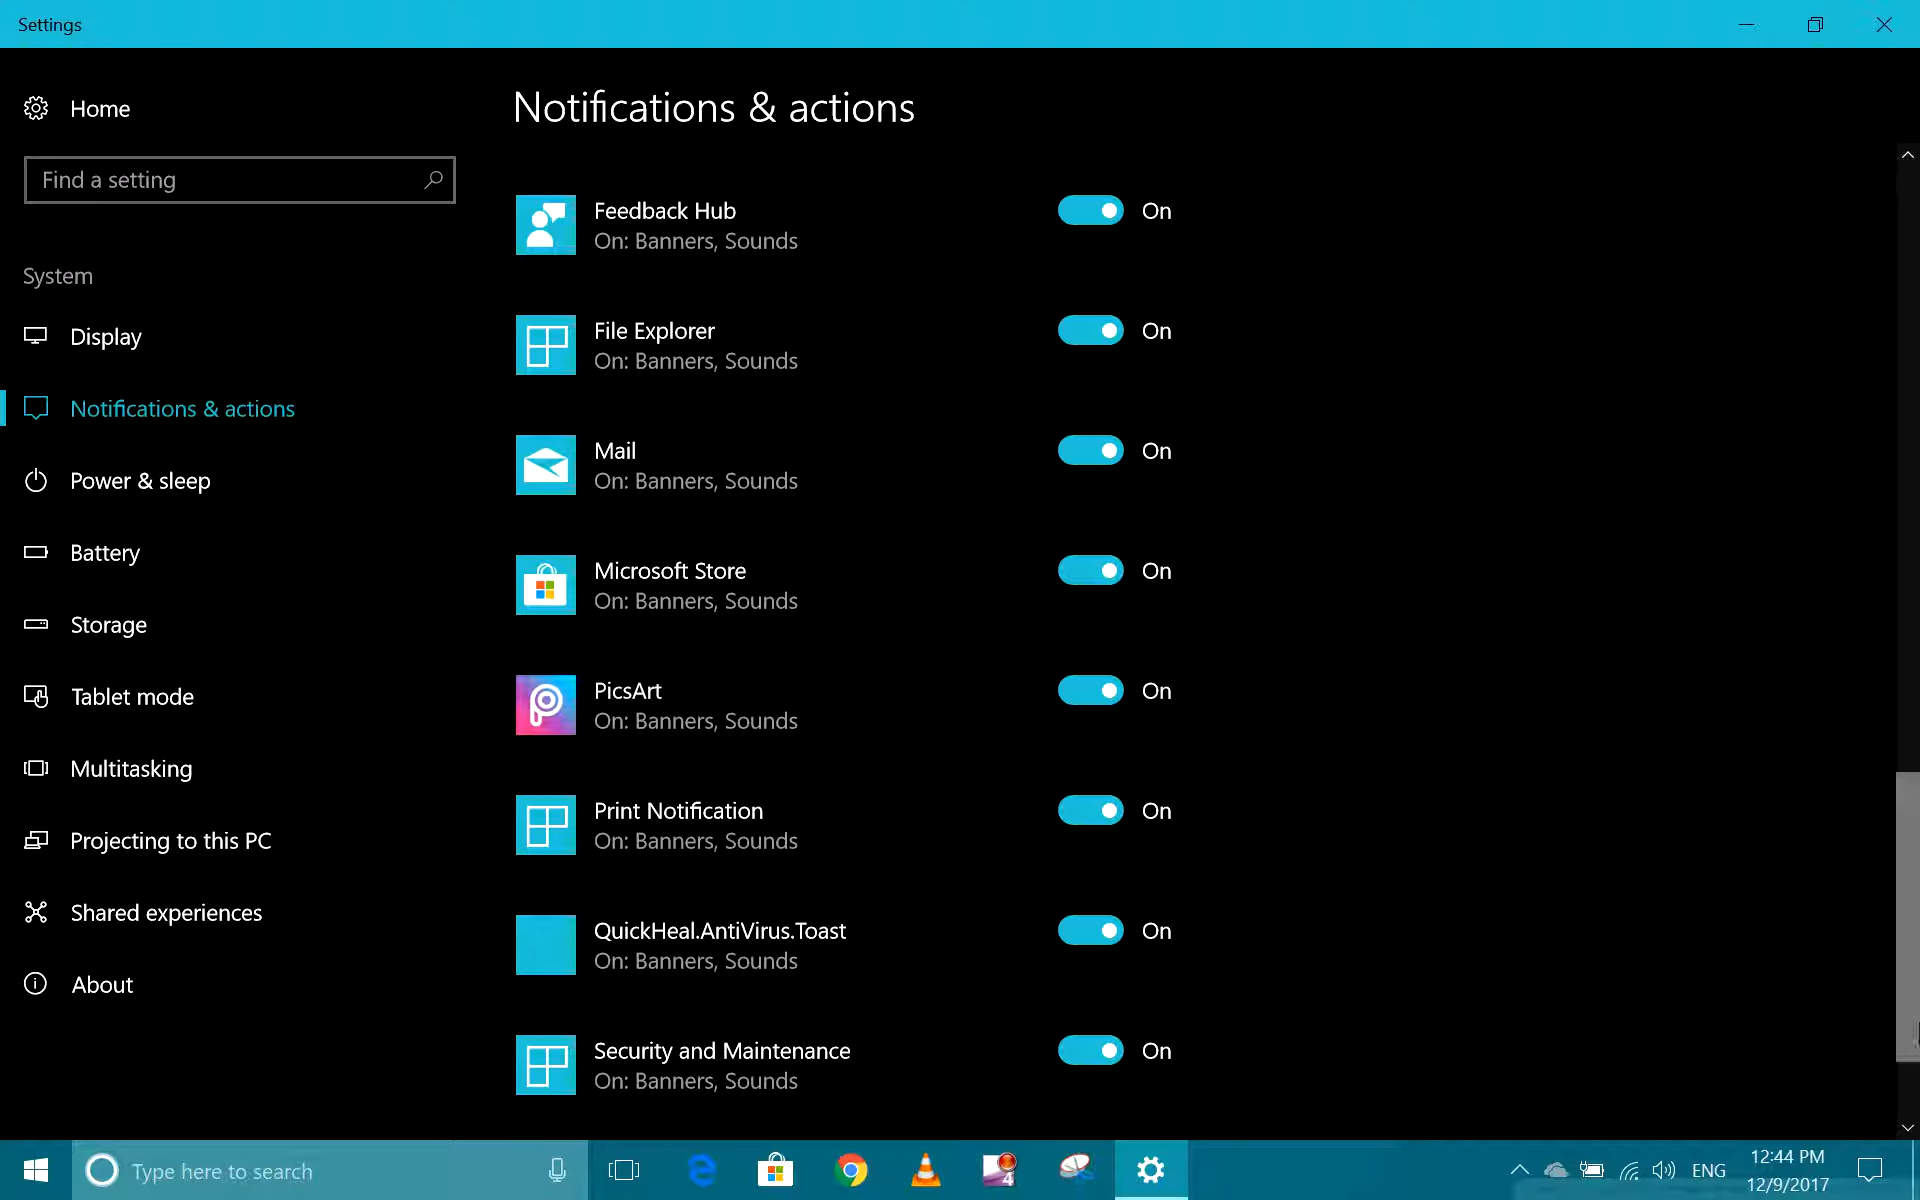 Settings
Home
Find a setting
System
Display
Notifications & actions
Power & sleep
Battery
Storage
Tablet mode
Multitasking
Projecting to this PC
Shared experiences
About
Notifications & actions
Feedback Hub
On: Banners, Sounds
On
File Explorer
On: Banners, Sounds
On
Mail
On: Banners, Sounds
On
Microsoft Store
On: Banners, Sounds
On
PicsArt
On: Banners, Sounds
On
Print Notification
On: Banners, Sounds
On
QuickHeal.AntiVirus.Toast
On: Banners, Sounds
On
Security and Maintenance
On: Banners, Sounds
On
Type here to search
4
ENG
12:44 PM
12/9/2017